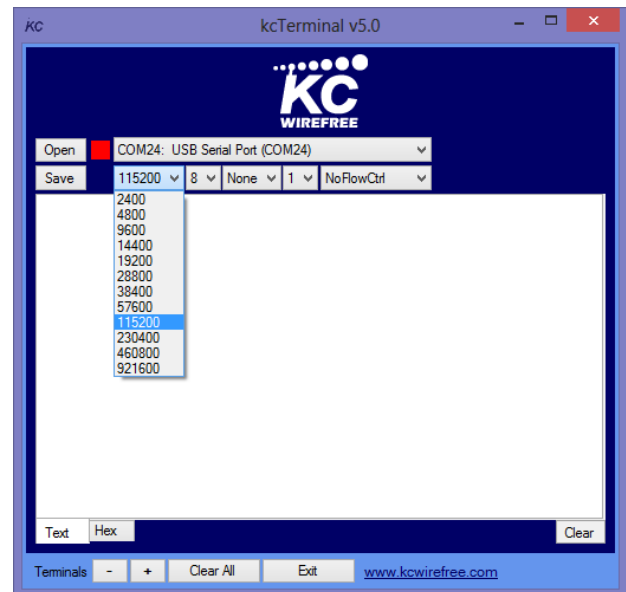 KC kcTerminal v5.0
KC
WIREFREE
Open COM24: USB Serial Port (COM24)
Save 115200 8 None 1 NoFlowCtrl
2400
4800
9600
14400
19200
28800
38400
57600
115200
230400
460800
921600
Text Hex Clear
Terminals - + Clear All Exit www.kcwirefree.com